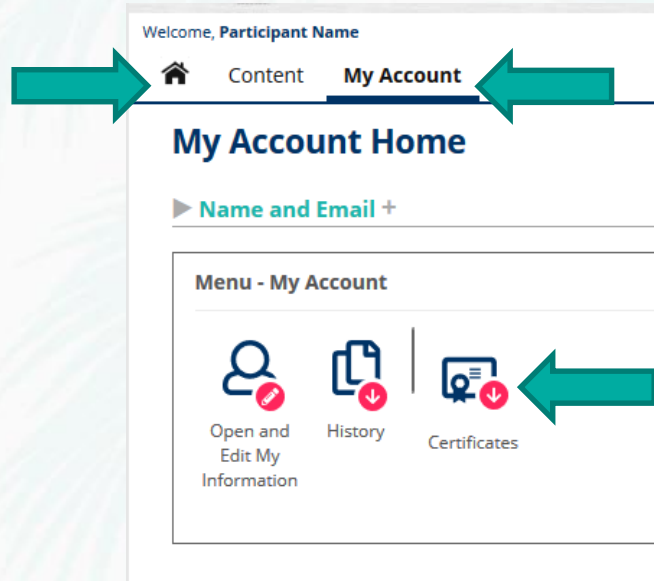 Welcome, Participant Name
Content My Account
My Account Home
Name and Email +
Menu - My Account
Open and
Edit My
Information
History
Certificates